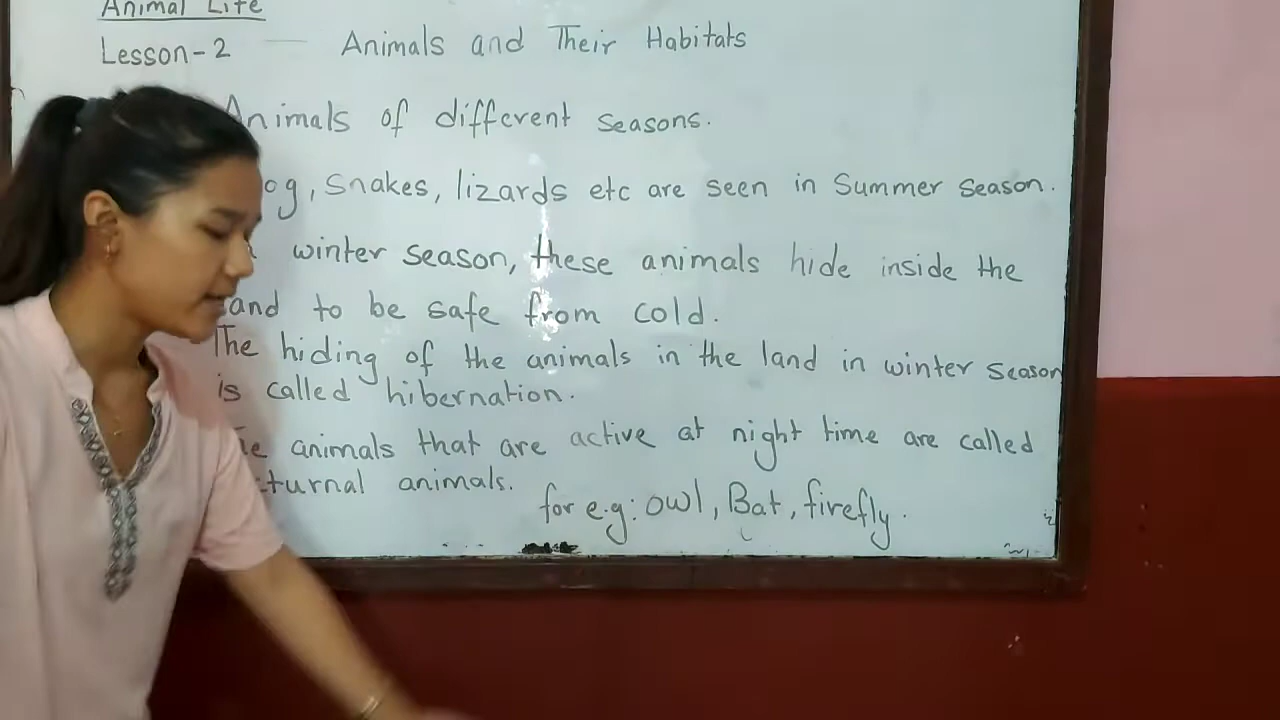 Animal Life
Lesson-2 — Animals and Their Habitats
Animals of different seasons.
og, Snakes, lizards etc are seen in Summer season.
winter season, these animals hide inside the
and to be safe from cold.
The hiding of the animals in the land in winter season
is called hibernation.
animals that are active at night time are called
turnal animals.
for e.g: owl, Bat, firefly.